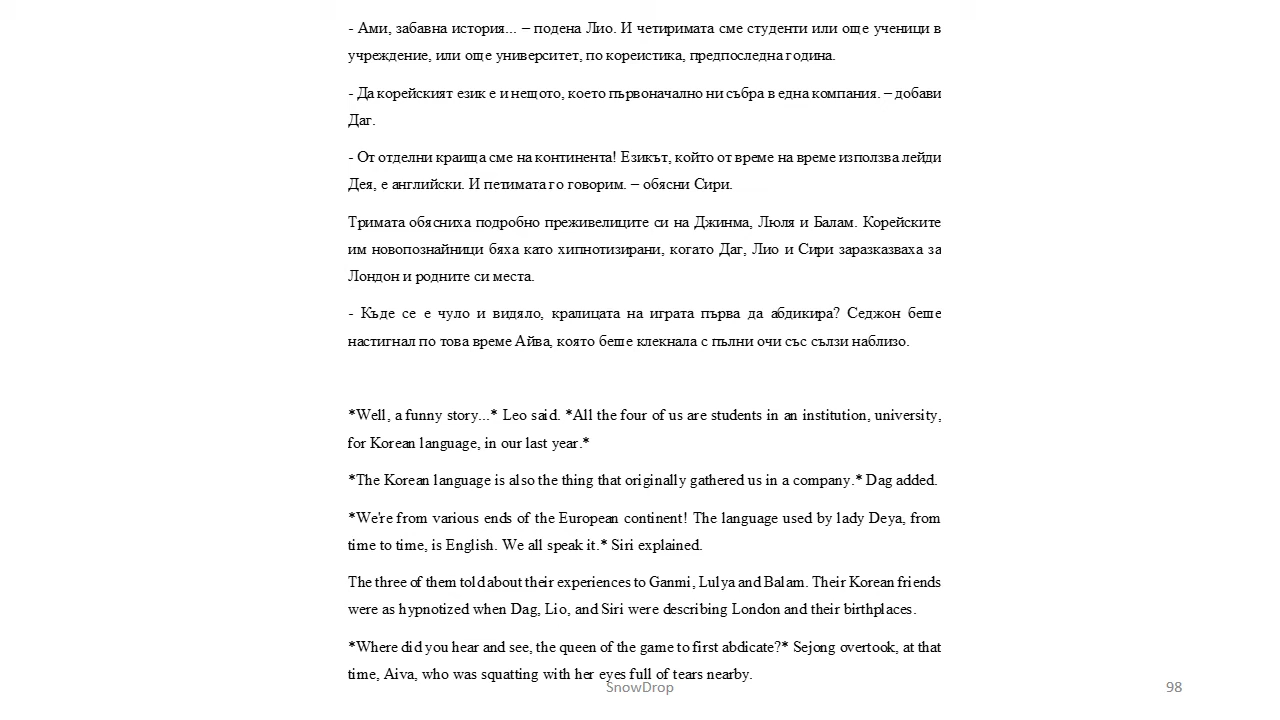 - Ами, забавна история... – подена Лио. И четиримата сме студенти или още ученици в
учреждение, или още университет, по кореистика, предпоследна година.
- Да корейският език е и нещото, което първоначално ни събра в една компания. – добави
Даг.
- От отделни краища сме на континента! Езикът, който от време на време използва лейди
Дея, е английски. И петимата го говорим. – обясни Сири.
Тримата обясниха подробно преживелиците си на Джинма, Люля и Балам. Корейските
им новопознайници бяха като хипнотизирани, когато Даг, Лио и Сири заразказваха за
Лондон и родните си места.
- Къде се е чуло и видяло, кралицата на играта първа да абдикира? Седжон беше
настигнал по това време Айва, която беше клекнала с пълни очи със сълзи наблизо.
*Well, a funny story...* Leo said. *All the four of us are students in an institution, university,
for Korean language, in our last year.*
*The Korean language is also the thing that originally gathered us in a company.* Dag added.
*We're from various ends of the European continent! The language used by lady Deya, from
time to time, is English. We all speak it.* Siri explained.
The three of them told about their experiences to Ganmi, Lulya and Balam. Their Korean friends
were as hypnotized when Dag, Lio, and Siri were describing London and their birthplaces.
*Where did you hear and see, the queen of the game to first abdicate?* Sejong overtook, at that
time, Aiva, who was squatting with her eyes full of tears nearby.
SnowDrop
98